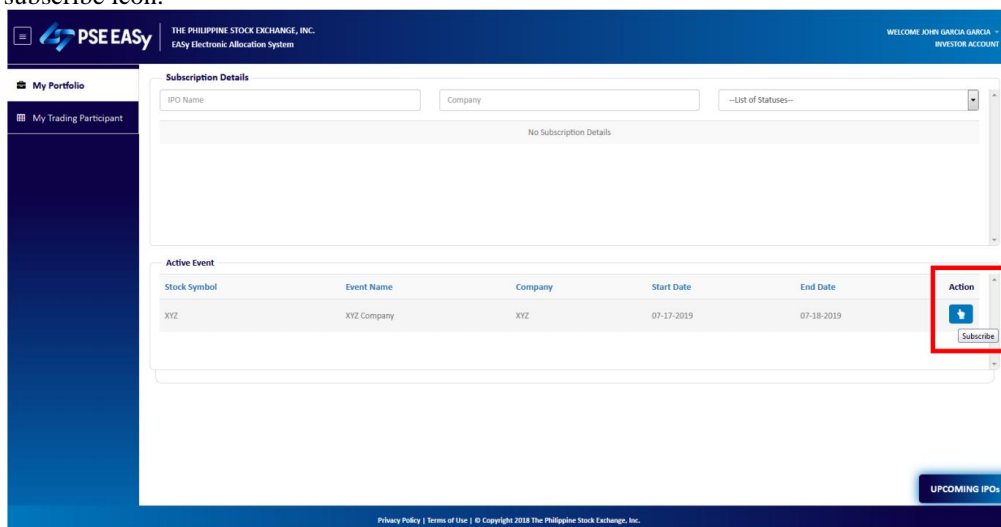 subscribe icon.
PSE EASy
THE PHILIPPINE STOCK EXCHANGE, INC.
EASy Electronic Allocation System
WELCOME JOHN GARCIA GARCIA
INVESTOR ACCOUNT
My Portfolio
My Trading Participant
Subscription Details
IPO Name Company --List of Statuses--
No Subscription Details
Active Event
Stock Symbol Event Name Company Start Date End Date Action
XYZ XYZ Company XYZ 07-17-2019 07-18-2019
Subscribe
UPCOMING IPOs
Privacy Policy | Terms of Use | © Copyright 2018 The Philippine Stock Exchange, Inc.